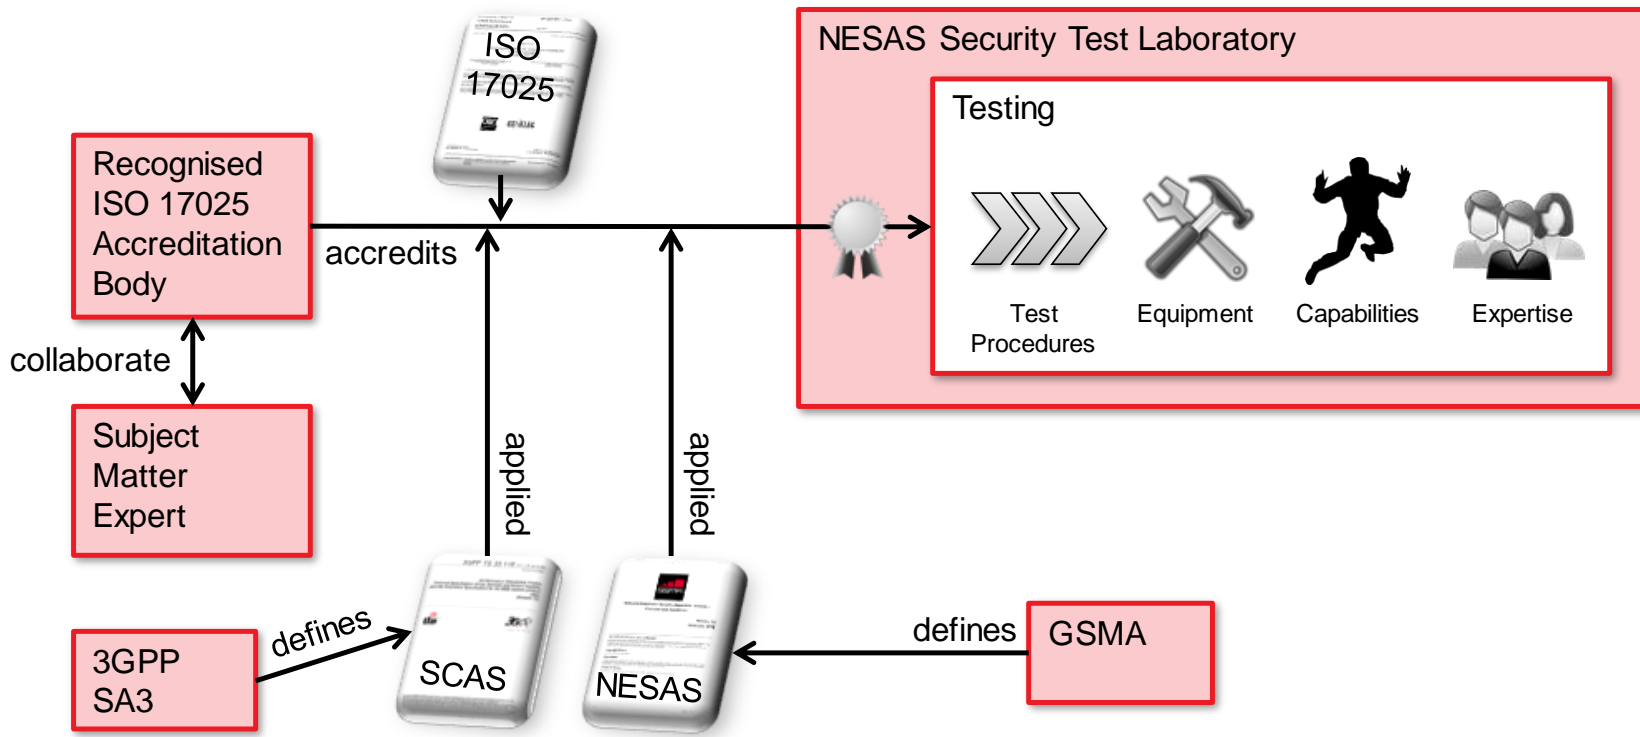 ISO
17025
NESAS Security Test Laboratory
Testing
Recognised
ISO 17025
Accreditation
Body
accredits
Test
Procedures
Equipment
Capabilities
Expertise
collaborate
Subject
Matter
Expert
applied
applied
3GPP
SA3
defines
SCAS
NESAS
defines
GSMA